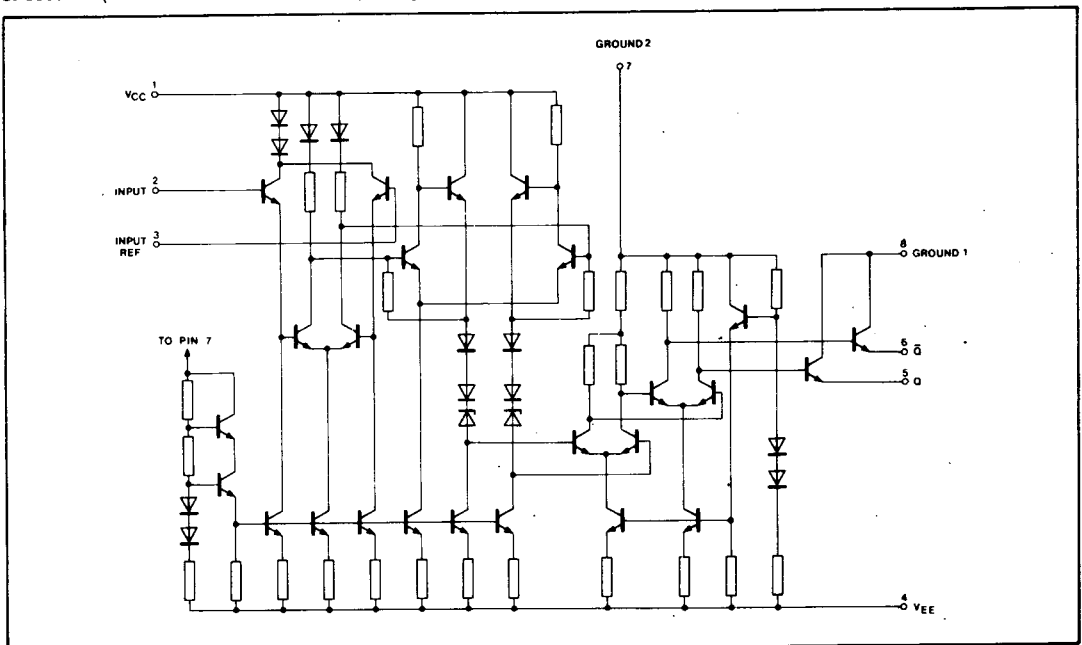 GROUND 2
7
VCC 1
INPUT 2
INPUT REF 3
8 GROUND 1
TO PIN 7
6 Q̅
5 Q
4 VEE